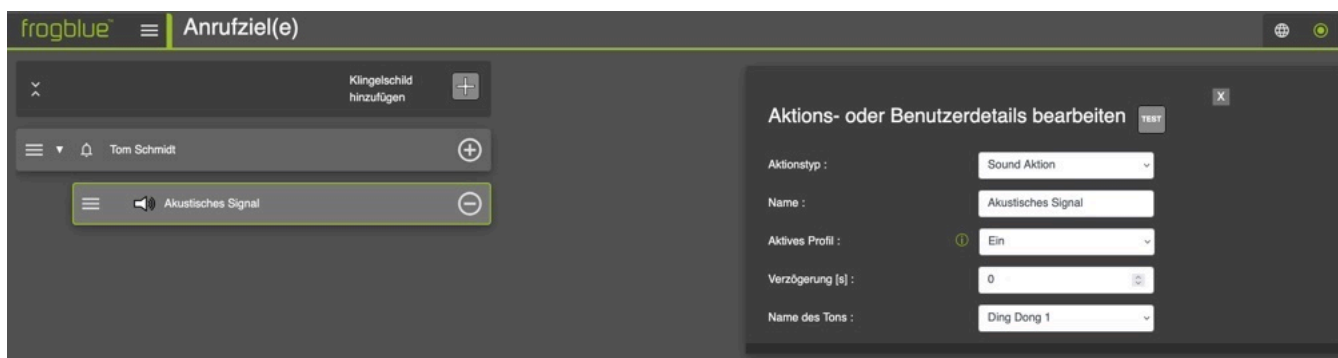 frogblue™ Anrufziel(e)
Klingelschild
hinzufügen
Tom Schmidt
Akustisches Signal
X
Aktions- oder Benutzerdetails bearbeiten TEST
Aktionstyp : Sound Aktion
Name : Akustisches Signal
Aktives Profil : Ein
Verzögerung [s] : 0
Name des Tons : Ding Dong 1